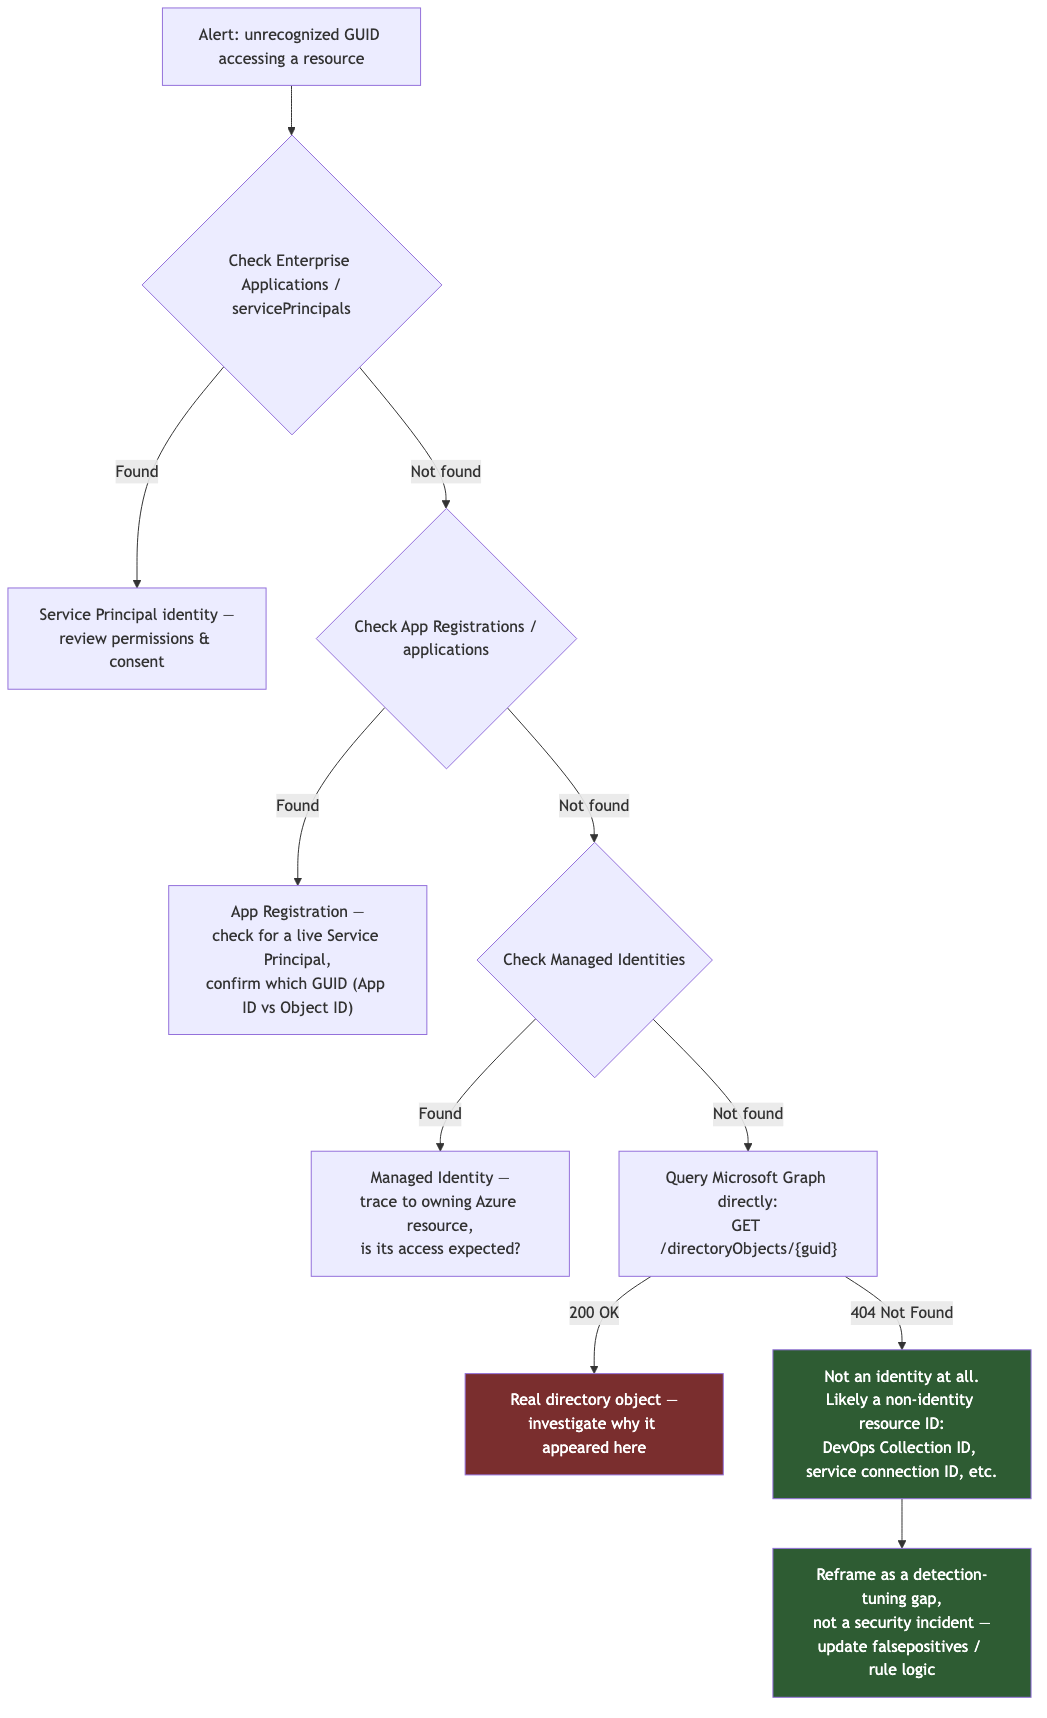 Alert: unrecognized GUID
accessing a resource
Check Enterprise
Applications /
servicePrincipals
Found
Not found
Service Principal identity —
review permissions &
consent
Check App Registrations /
applications
Found
Not found
App Registration —
check for a live Service
Principal,
confirm which GUID (App
ID vs Object ID)
Check Managed Identities
Found
Not found
Managed Identity —
trace to owning Azure
resource,
is its access expected?
Query Microsoft Graph
directly:
GET
/directoryObjects/{guid}
200 OK
404 Not Found
Real directory object —
investigate why it
appeared here
Not an identity at all.
Likely a non-identity
resource ID:
DevOps Collection ID,
service connection ID, etc.
Reframe as a detection-
tuning gap,
not a security incident —
update falsepositives /
rule logic